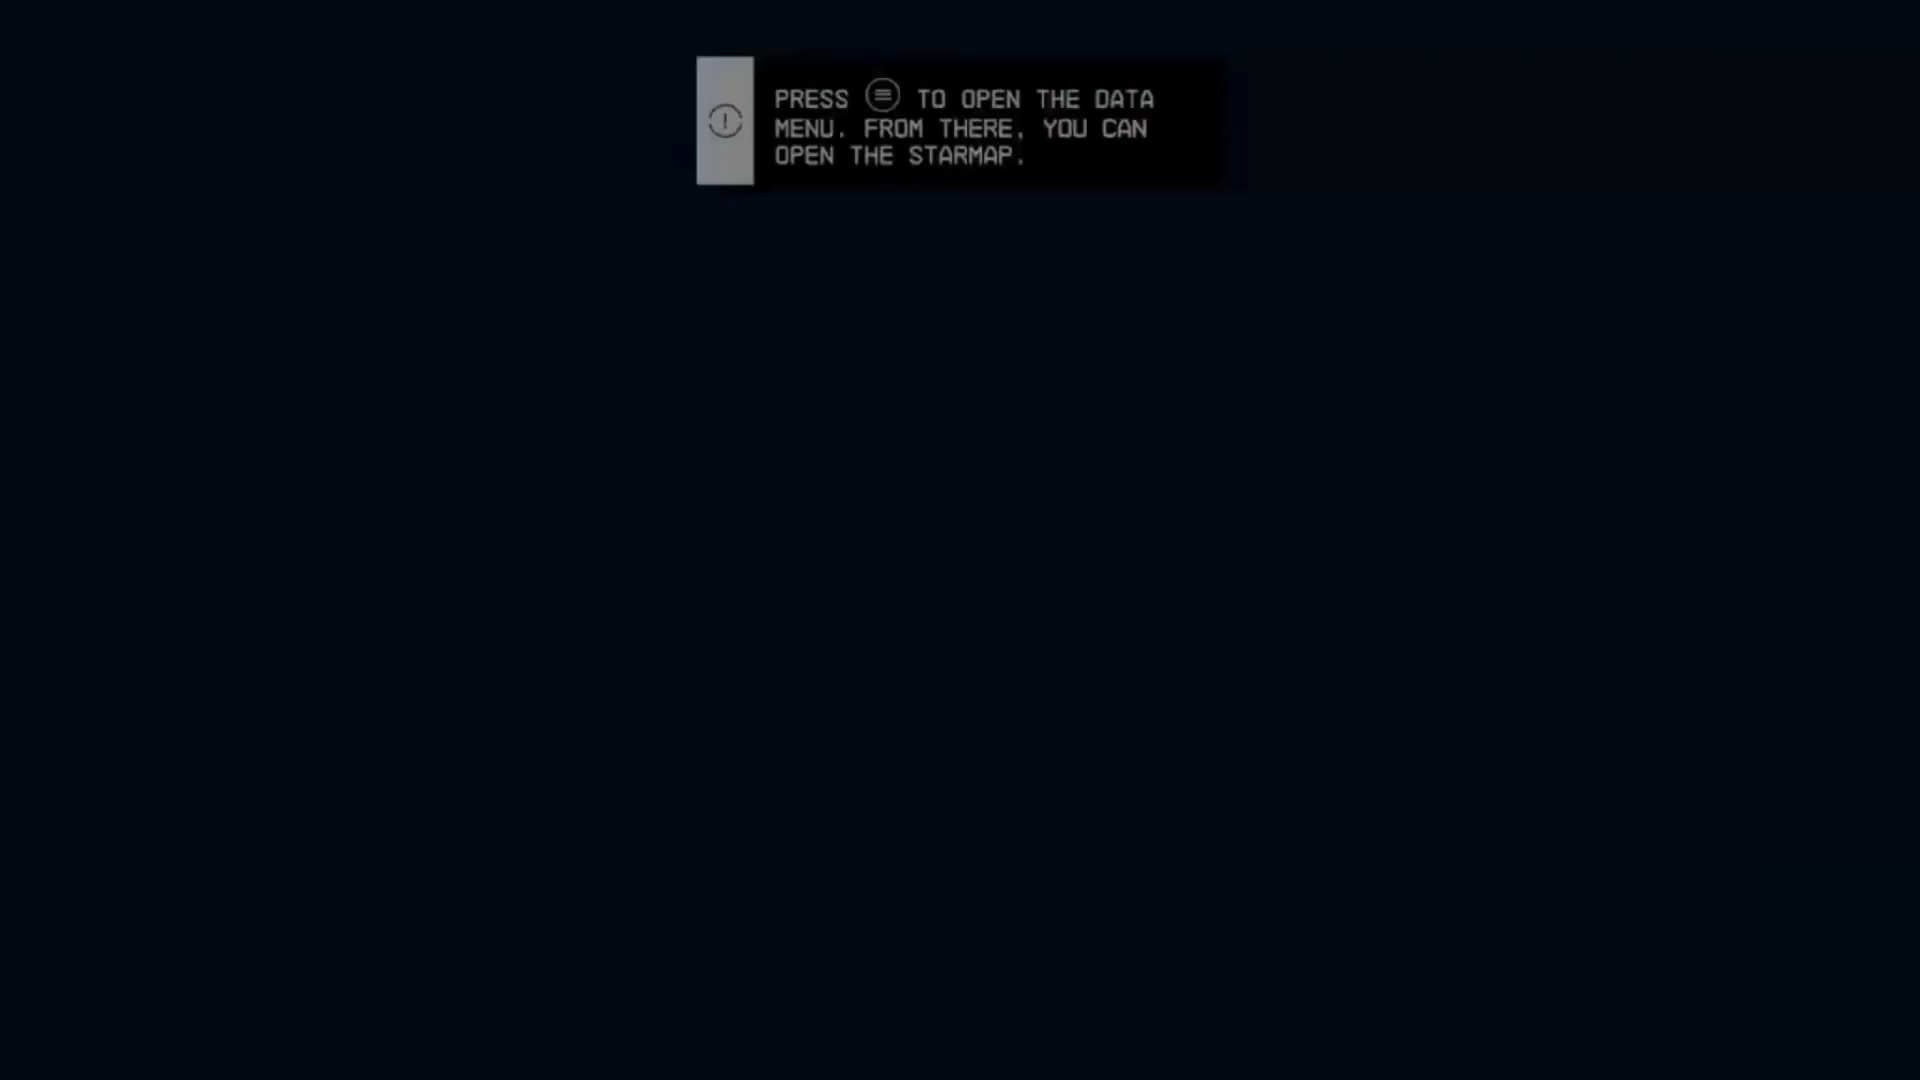 PRESS ☰ TO OPEN THE DATA
MENU. FROM THERE, YOU CAN
OPEN THE STARMAP.